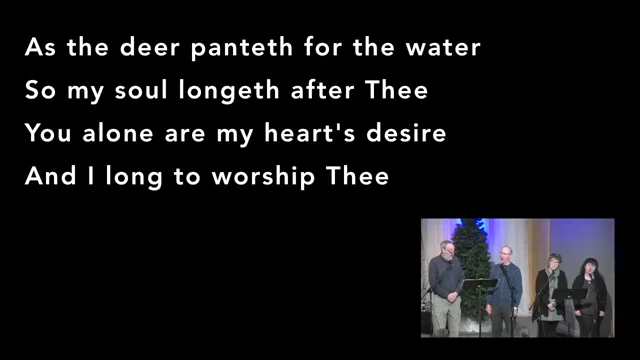 As the deer panteth for the water
So my soul longeth after Thee
You alone are my heart's desire
And I long to worship Thee